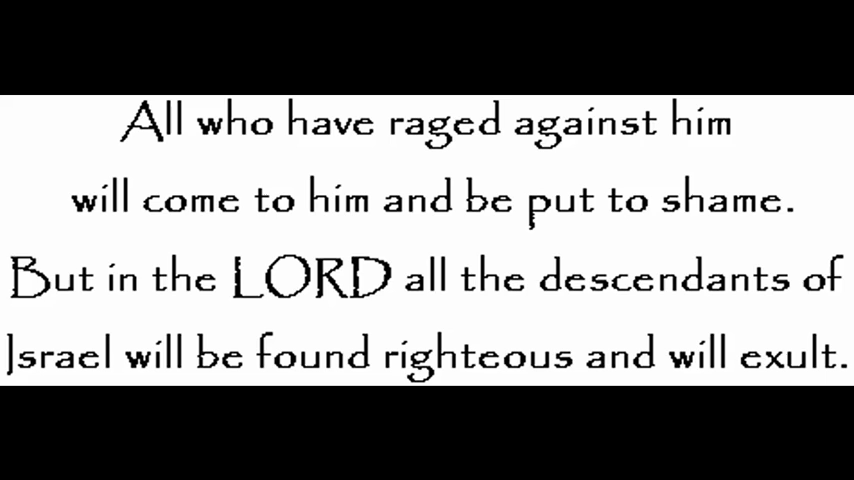 All who have raged against him
will come to him and be put to shame.
But in the LORD all the descendants of
Israel will be found righteous and will exult.